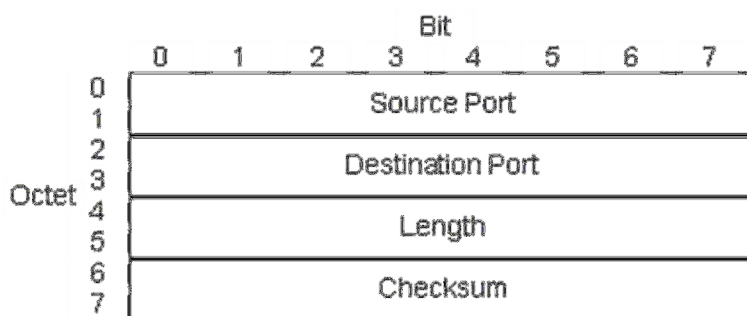 Bit
0 1 2 3 4 5 6 7
0
Source Port
1
2
Destination Port
3
Octet
4
Length
5
6
Checksum
7